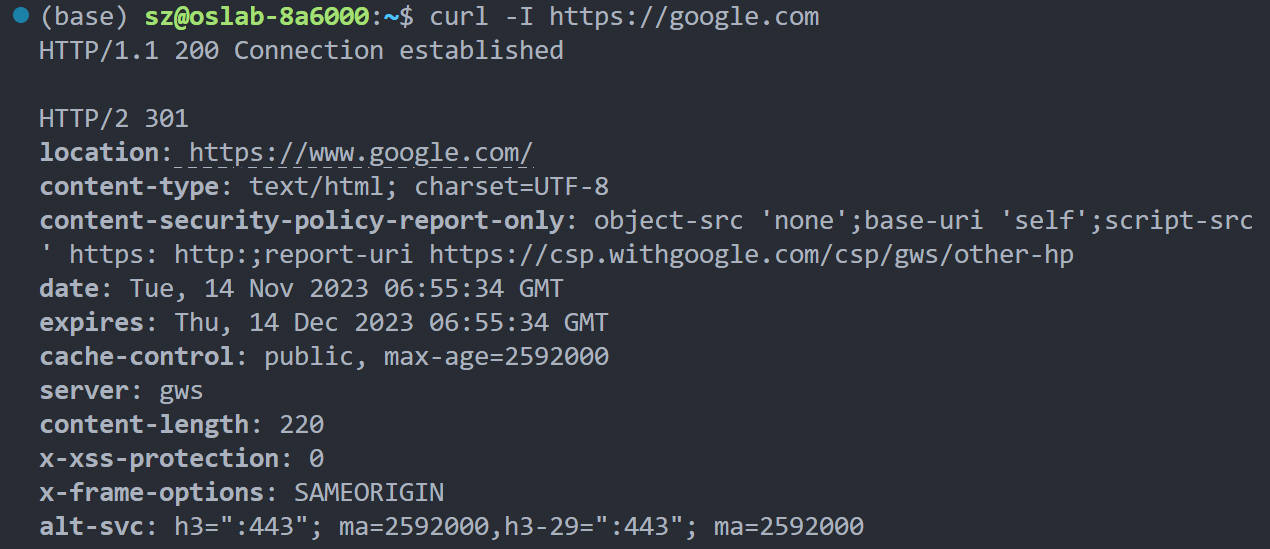 (base) sz@oslab-8a6000:~$ curl -I https://google.com
HTTP/1.1 200 Connection established
HTTP/2 301
location: https://www.google.com/
content-type: text/html; charset=UTF-8
content-security-policy-report-only: object-src 'none';base-uri 'self';script-src
' https: http:;report-uri https://csp.withgoogle.com/csp/gws/other-hp
date: Tue, 14 Nov 2023 06:55:34 GMT
expires: Thu, 14 Dec 2023 06:55:34 GMT
cache-control: public, max-age=2592000
server: gws
content-length: 220
x-xss-protection: 0
x-frame-options: SAMEORIGIN
alt-svc: h3=":443"; ma=2592000,h3-29=":443"; ma=2592000